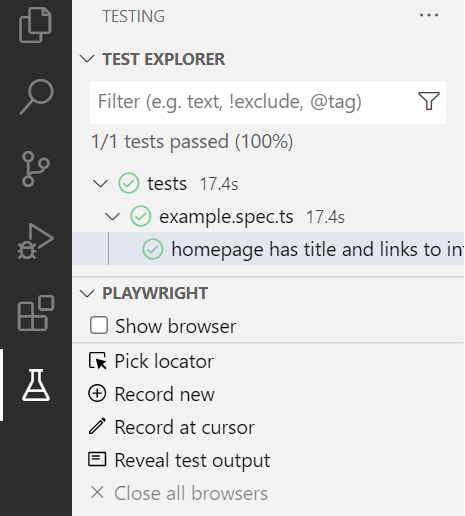 TESTING
TEST EXPLORER
Filter (e.g. text, !exclude, @tag)
1/1 tests passed (100%)
tests 17.4s
example.spec.ts 17.4s
homepage has title and links to
PLAYWRIGHT
Show browser
Pick locator
Record new
Record at cursor
Reveal test output
Close all browsers